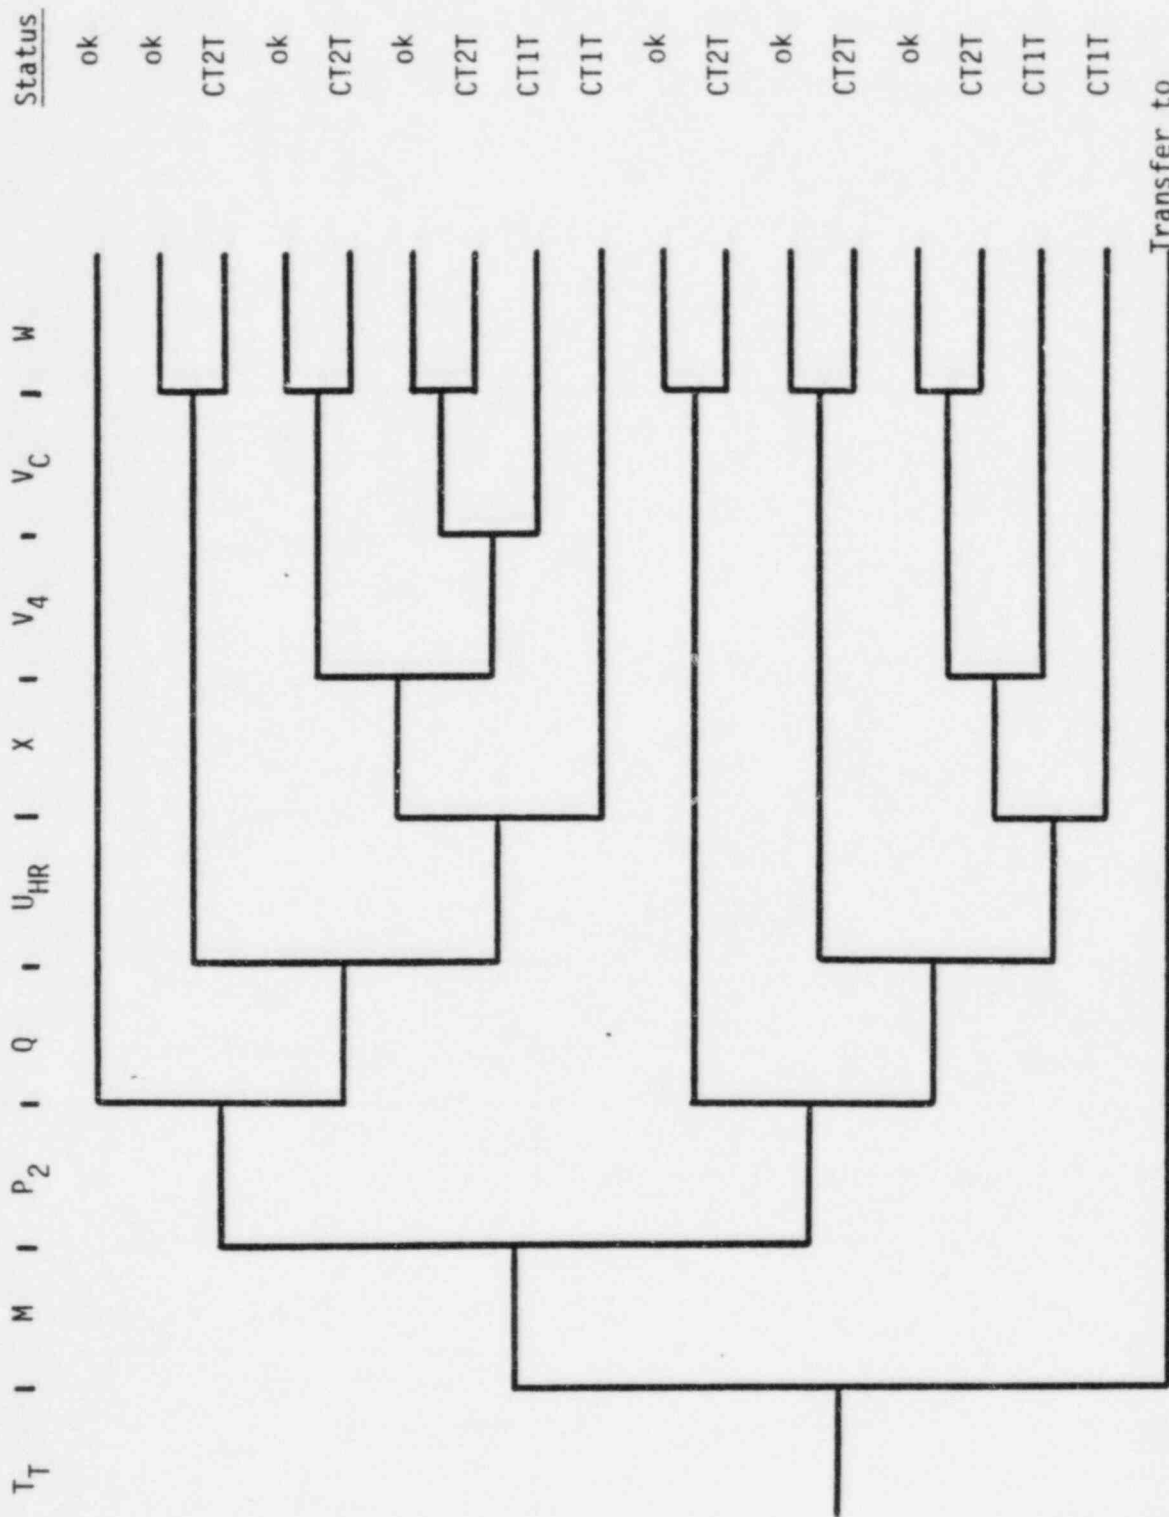 T_T | M | P_2 | Q | U_HR | X | V_4 | V_C | W Status
ok
ok
CT2T
ok
CT2T
ok
CT2T
CT1T
CT1T
ok
CT2T
ok
CT2T
ok
CT2T
CT1T
CT1T
Transfer to